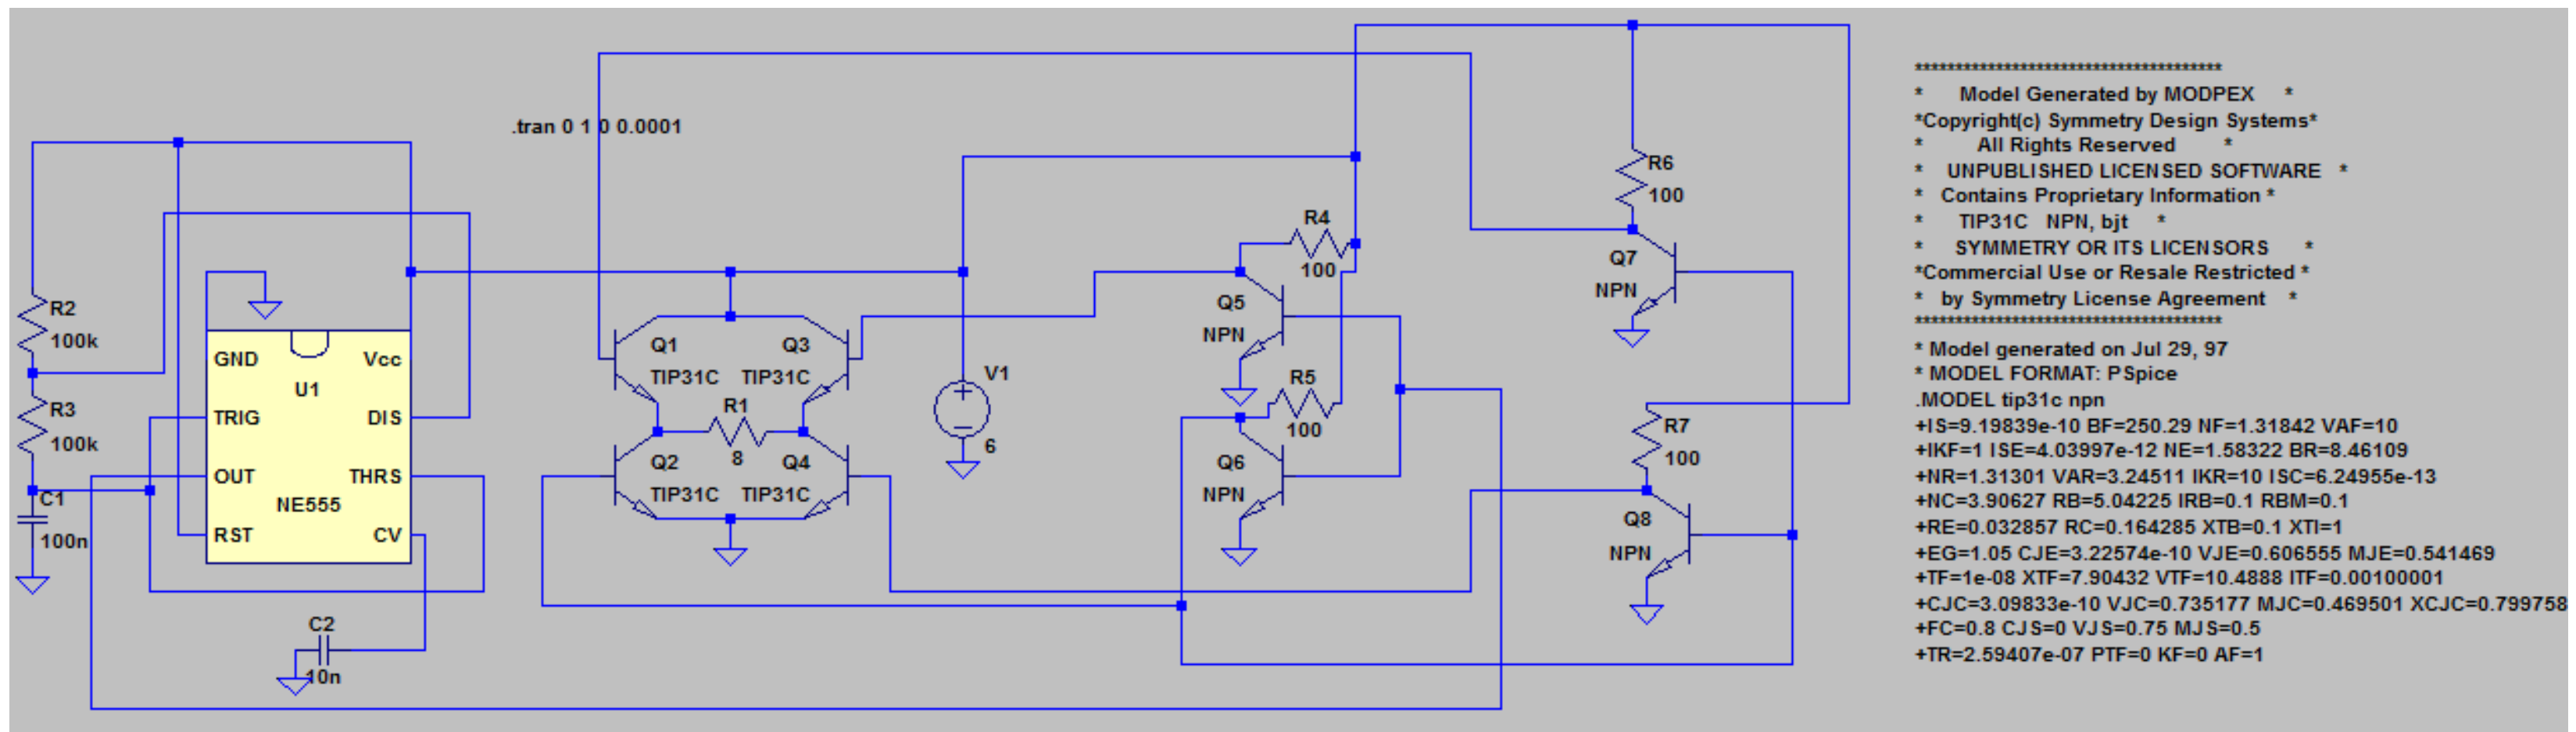 .tran 0 1 0 0.0001
R2
100k
R3
100k
C1
100n
GND
Vcc
U1
TRIG
DIS
OUT
THRS
NE555
RST
CV
C2
10n
Q1
TIP31C
Q3
TIP31C
R1
8
Q2
TIP31C
Q4
TIP31C
V1
6
R4
100
Q5
NPN
R5
100
Q6
NPN
R6
100
Q7
NPN
R7
100
Q8
NPN
**************************************
* Model Generated by MODPEX *
*Copyright(c) Symmetry Design Systems*
* All Rights Reserved *
* UNPUBLISHED LICENSED SOFTWARE *
* Contains Proprietary Information *
* TIP31C NPN, bjt *
* SYMMETRY OR ITS LICENSORS *
*Commercial Use or Resale Restricted *
* by Symmetry License Agreement *
**************************************
* Model generated on Jul 29, 97
* MODEL FORMAT: PSpice
.MODEL tip31c npn
+IS=9.19839e-10 BF=250.29 NF=1.31842 VAF=10
+IKF=1 ISE=4.03997e-12 NE=1.58322 BR=8.46109
+NR=1.31301 VAR=3.24511 IKR=10 ISC=6.24955e-13
+NC=3.90627 RB=5.04225 IRB=0.1 RBM=0.1
+RE=0.032857 RC=0.164285 XTB=0.1 XTI=1
+EG=1.05 CJE=3.22574e-10 VJE=0.606555 MJE=0.541469
+TF=1e-08 XTF=7.90432 VTF=10.4888 ITF=0.00100001
+CJC=3.09833e-10 VJC=0.735177 MJC=0.469501 XCJC=0.799758
+FC=0.8 CJS=0 VJS=0.75 MJS=0.5
+TR=2.59407e-07 PTF=0 KF=0 AF=1